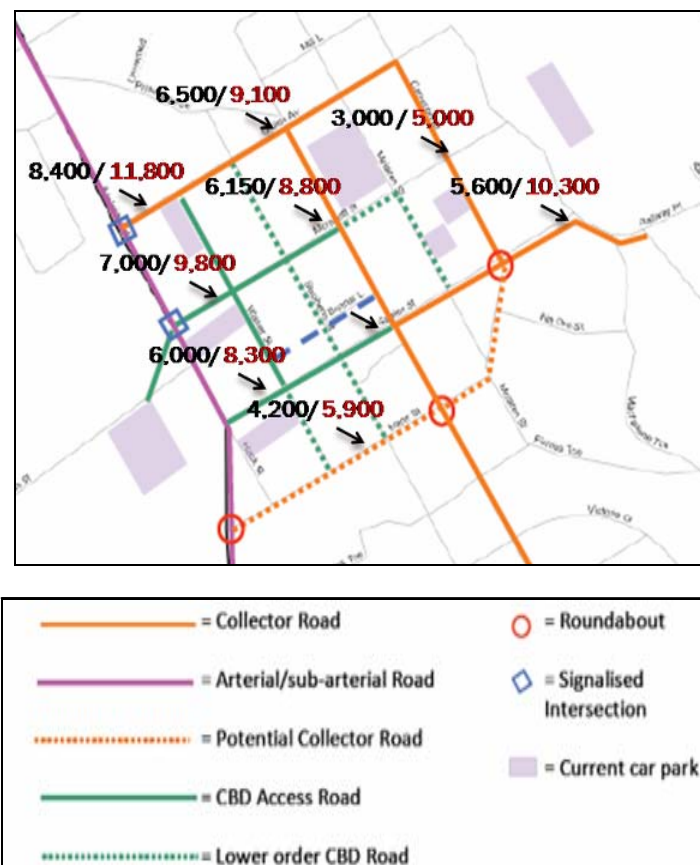 Mill L
6,500/9,100
3,000/5,000
8,400/11,800
6,150/8,800
5,600/10,300
Railway Pl
7,000/9,800
6,000/8,300
4,200/5,900
Victoria
= Collector Road
= Roundabout
= Arterial/sub-arterial Road
= Signalised
Intersection
= Potential Collector Road
= Current car park
= CBD Access Road
= Lower order CBD Road